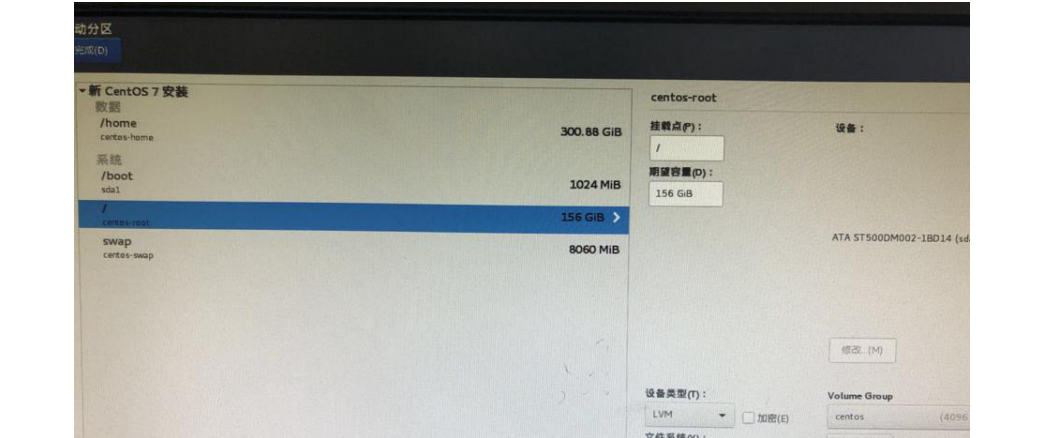 动分区
完成(D)
新 CentOS 7 安装
数据
/home
centos-home
300.88 GiB
系统
/boot
sda1
1024 MiB
/
centos-root
156 GiB
swap
centos-swap
8060 MiB
centos-root
挂载点(P)：
/
期望容量(D)：
156 GiB
设备：
ATA ST500DM002-1BD14 (sd
修改...(M)
设备类型(T)：
LVM
加密(E)
Volume Group
centos
(4096